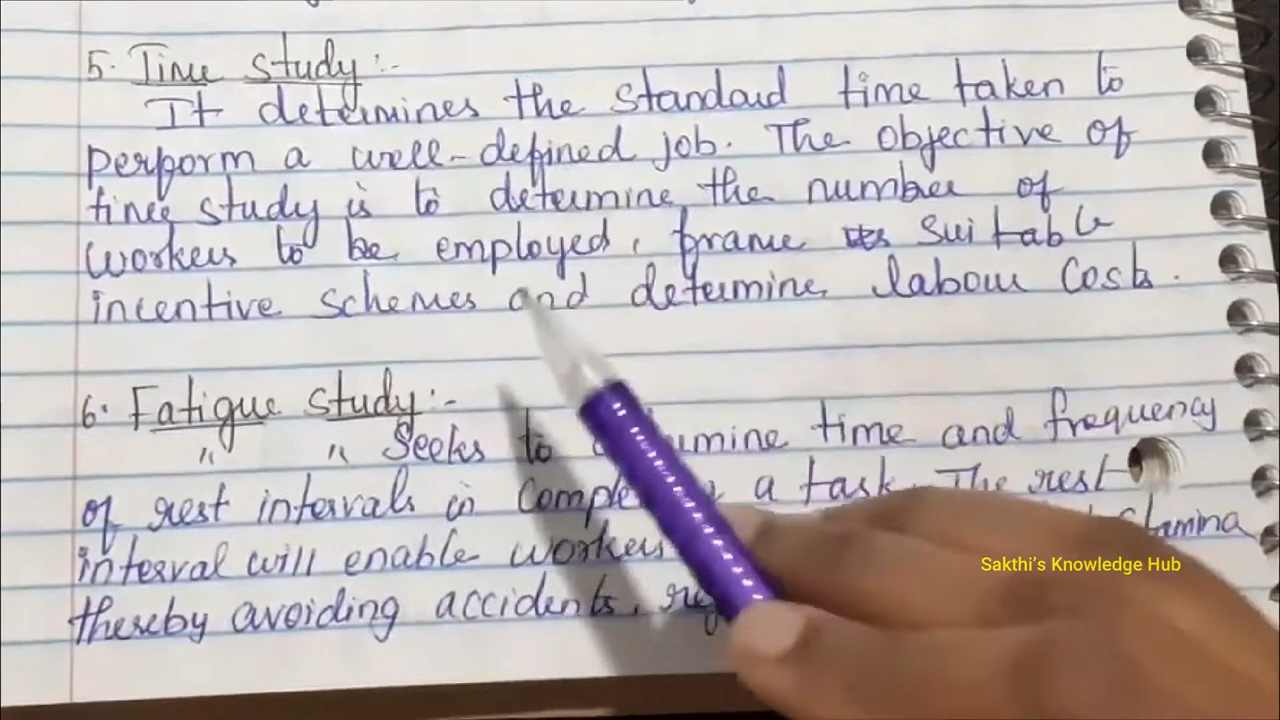 5. Time study :-
It determines the standard time taken to
perform a well-defined job. The objective of
time study is to determine the number of
workers to be employed, frame suitable
incentive schemes and determine labour costs.
6. Fatigue study :-
" " Seeks to determine time and frequency
of rest intervals in a task. The rest
interval will enable workers stamina
thereby avoiding accidents,
Sakthi's Knowledge Hub